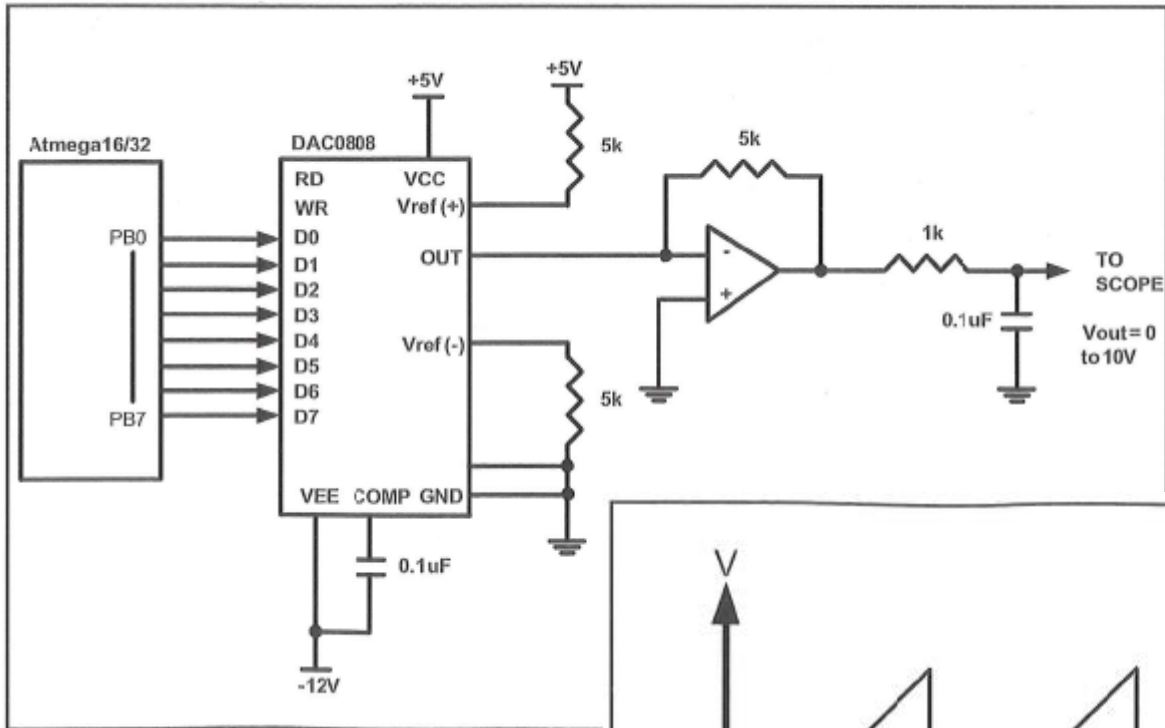 +5V
+5V
Atmega16/32
DAC0808
5k
5k
RD
VCC
WR
Vref (+)
PB0
D0
OUT
1k
D1
-
TO
SCOPE
D2
+
D3
0.1uF
Vout = 0
to 10V
D4
Vref (-)
D5
D6
5k
PB7
D7
VEE COMP GND
0.1uF
V
-12V